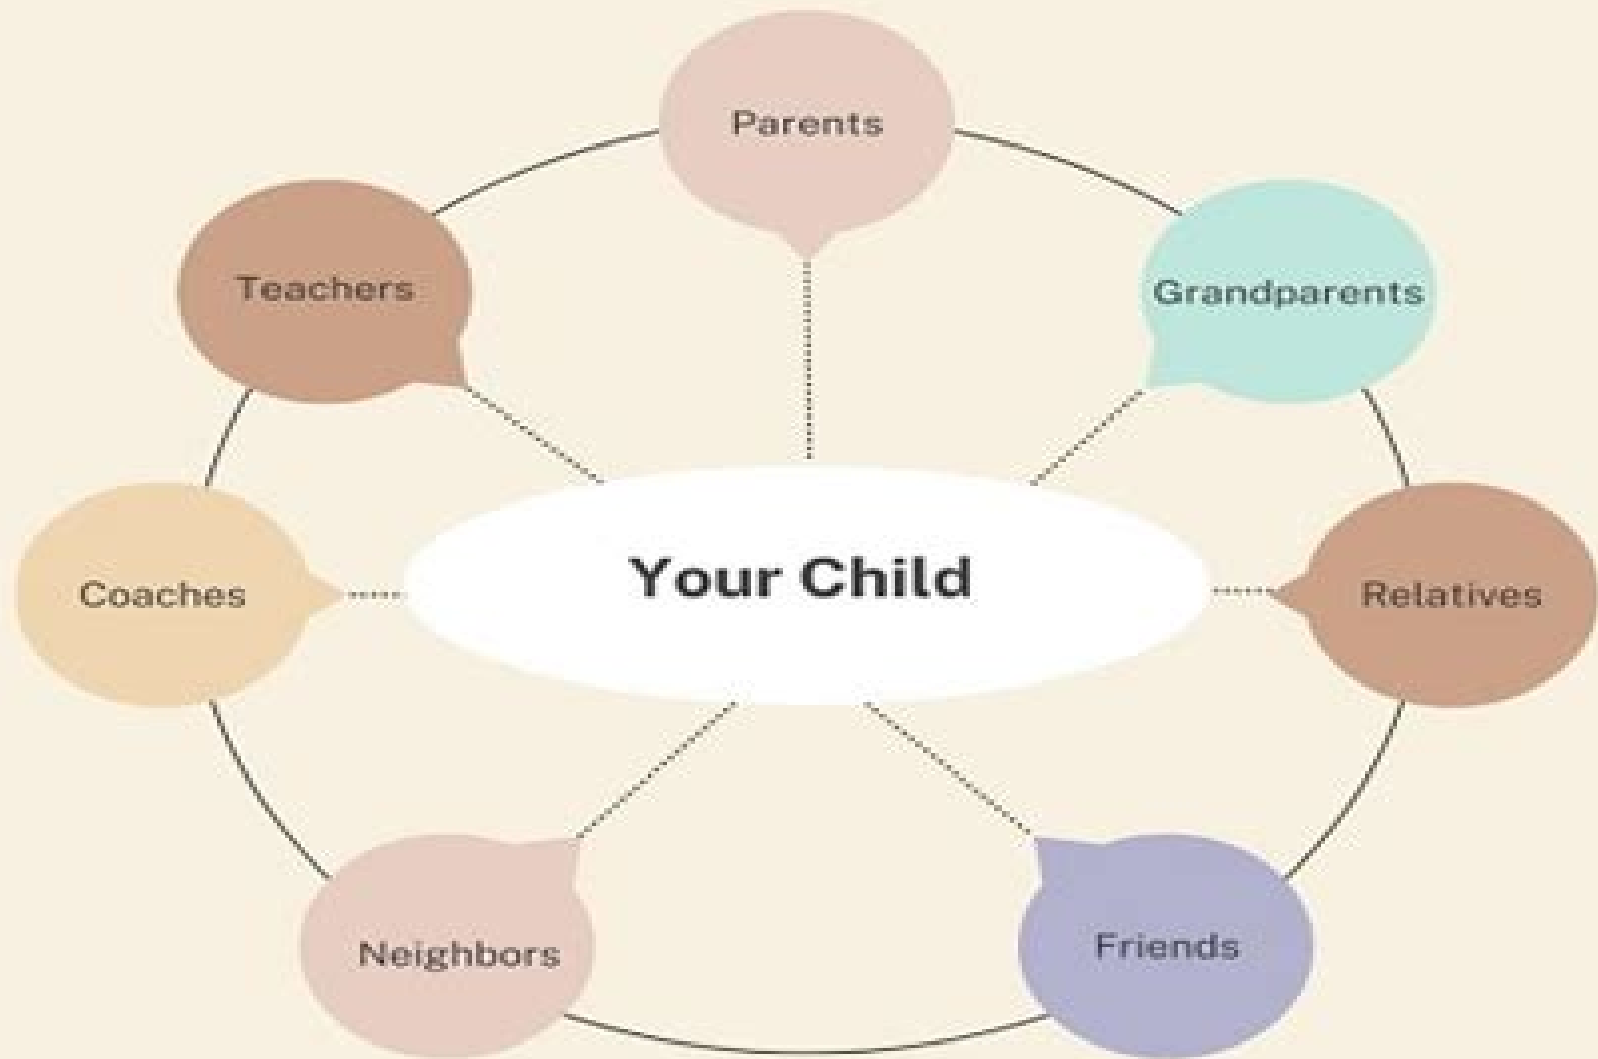 Parents
Teachers
Grandparents
Your Child
Coaches
Relatives
Neighbors
Friends